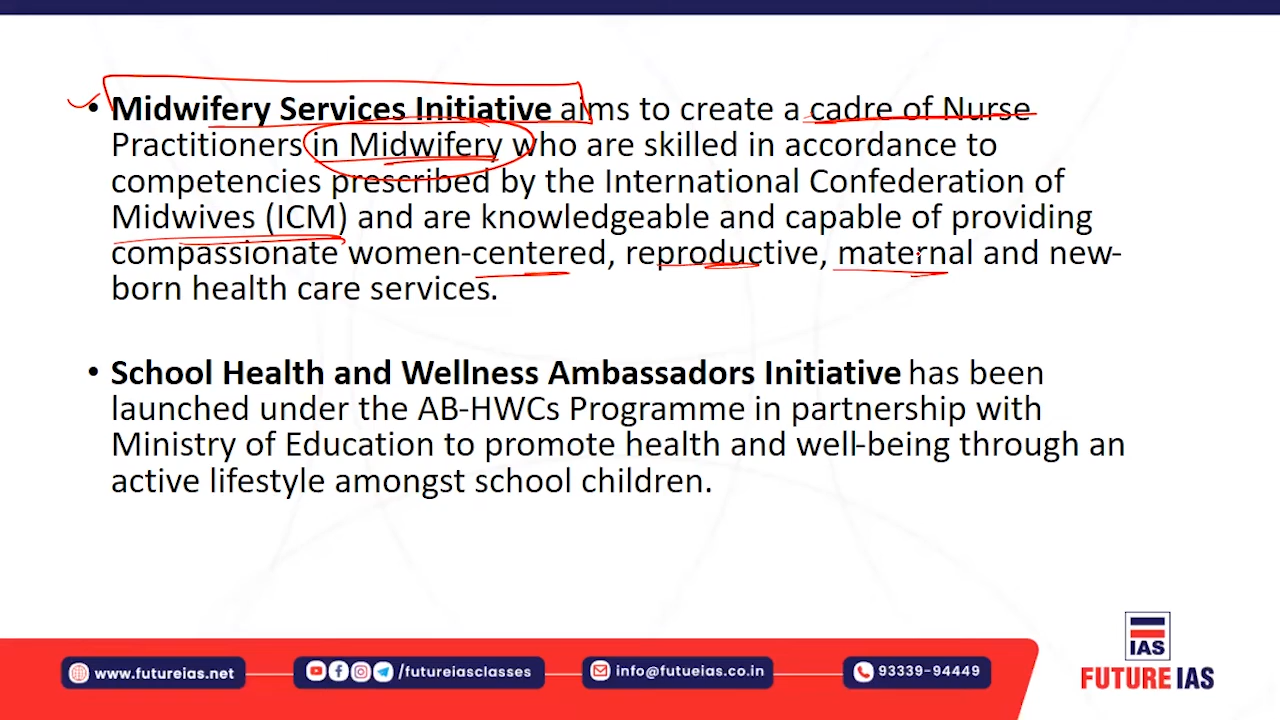 • Midwifery Services Initiative aims to create a cadre of Nurse
Practitioners in Midwifery who are skilled in accordance to
competencies prescribed by the International Confederation of
Midwives (ICM) and are knowledgeable and capable of providing
compassionate women-centered, reproductive, maternal and new-
born health care services.
• School Health and Wellness Ambassadors Initiative has been
launched under the AB-HWCs Programme in partnership with
Ministry of Education to promote health and well-being through an
active lifestyle amongst school children.
www.futureias.net
/futureiasclasses
info@futueias.co.in
93339-94449
IAS
FUTURE IAS